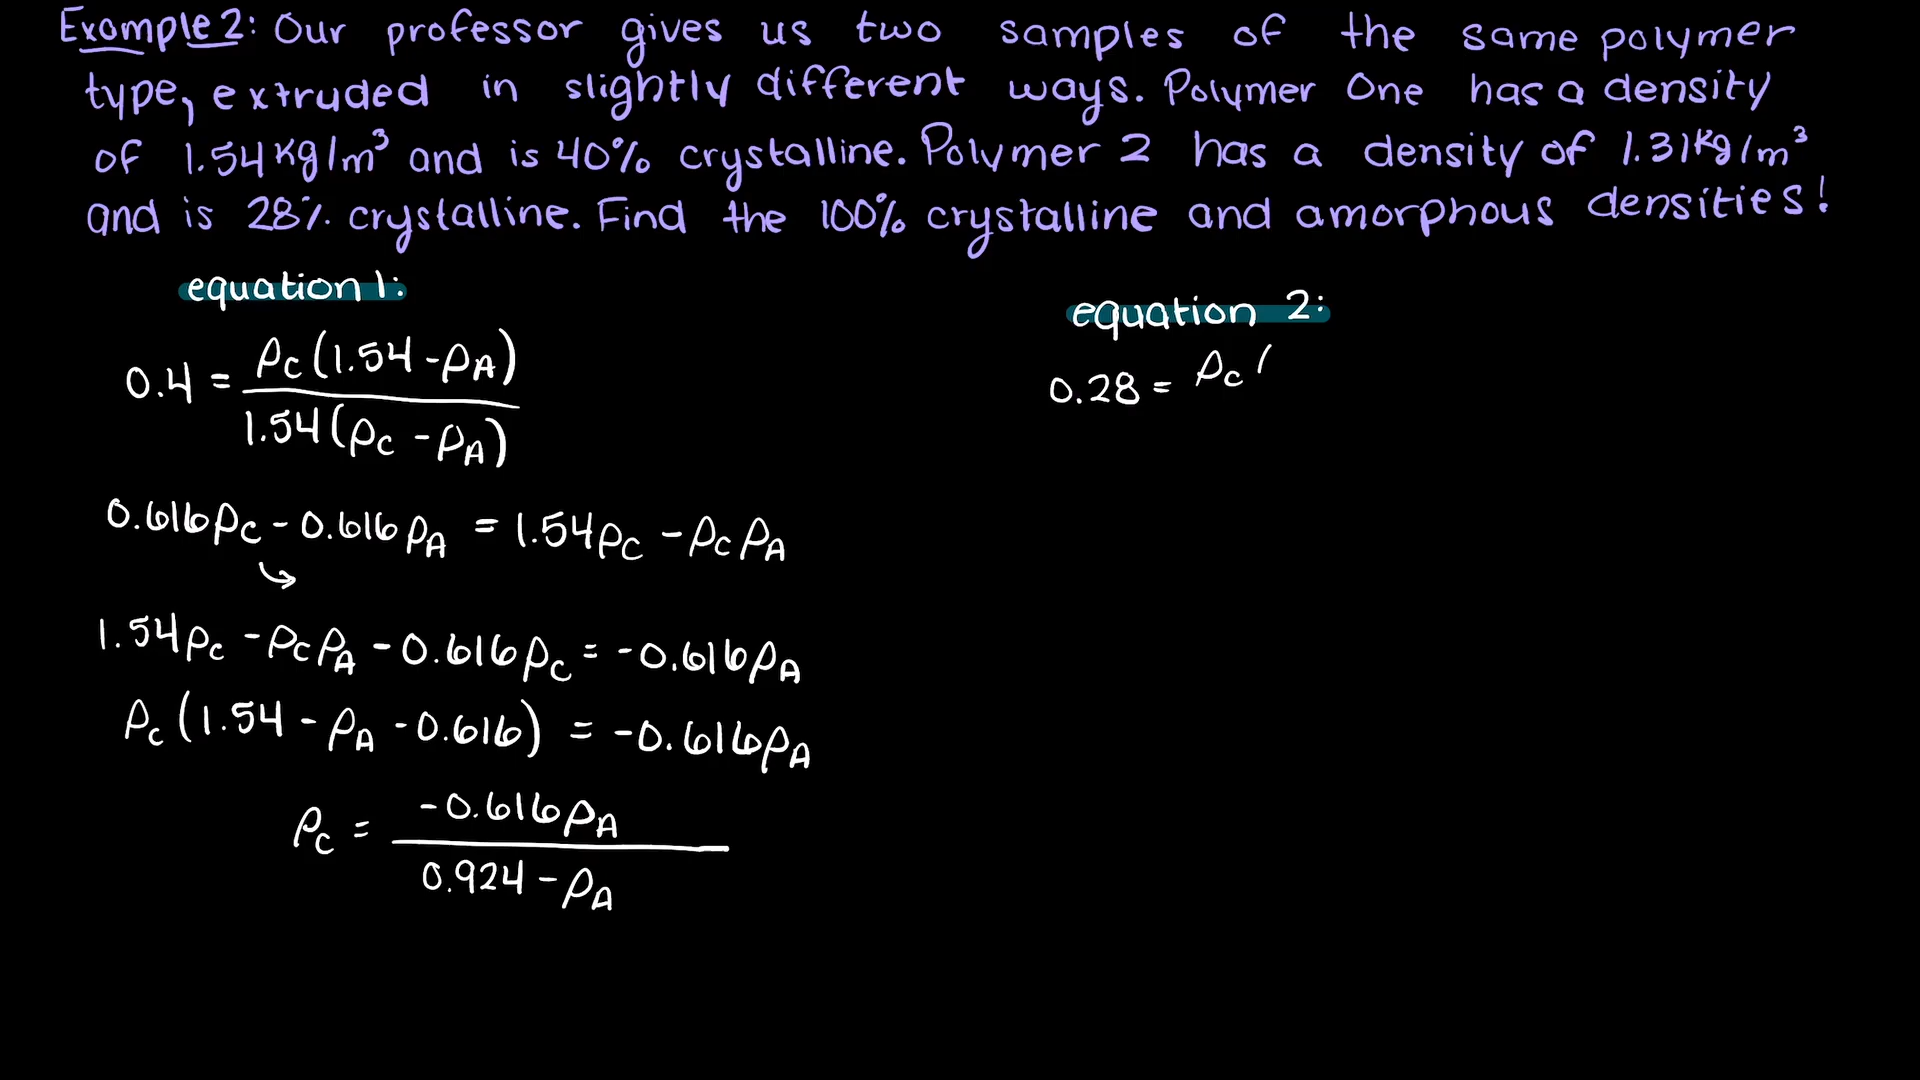 Example 2: Our professor gives us two samples of the same polymer
type, extruded in slightly different ways. Polymer One has a density
of 1.54 kg/m³ and is 40% crystalline. Polymer 2 has a density of 1.31 kg/m³
and is 28% crystalline. Find the 100% crystalline and amorphous densities!
equation 1:
0.4 = ρC(1.54 - ρA) / 1.54(ρC - ρA)
0.616ρC - 0.616ρA = 1.54ρC - ρCρA
1.54ρC - ρCρA - 0.616ρC = -0.616ρA
ρC(1.54 - ρA - 0.616) = -0.616ρA
ρC = -0.616ρA / 0.924 - ρA
equation 2:
0.28 = ρC(